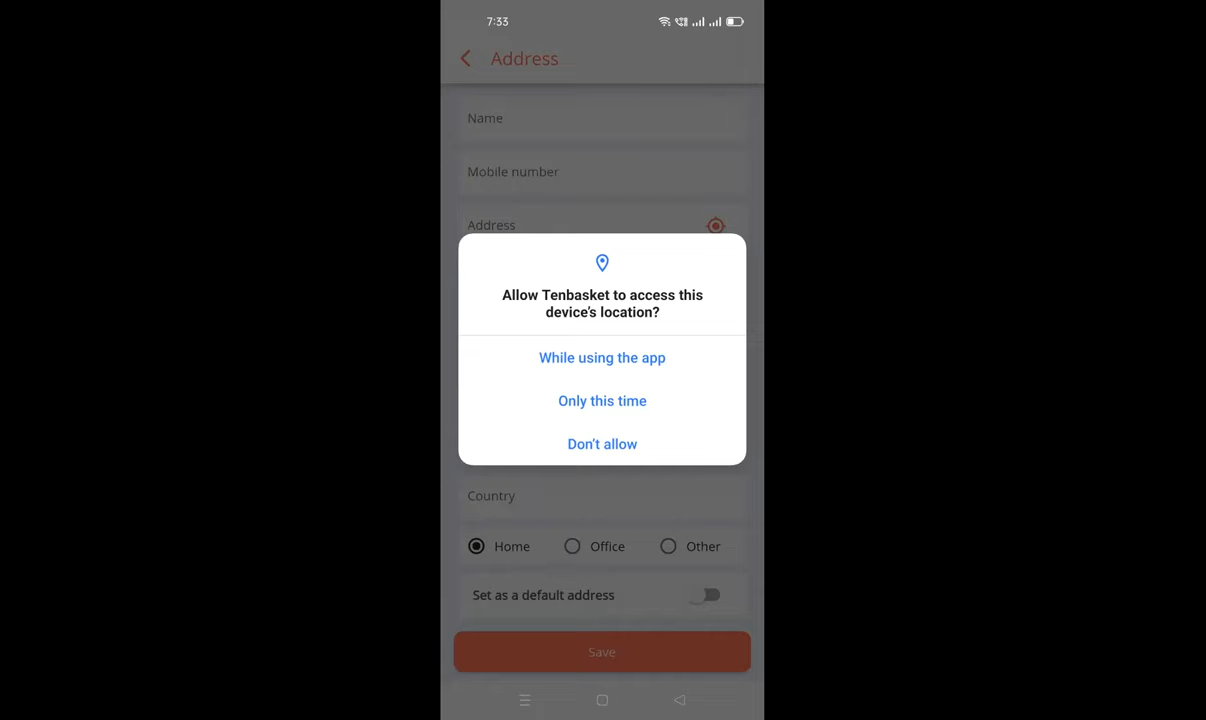 7:33
Address
Name
Mobile number
Address
Allow Tenbasket to access this
device's location?
While using the app
Only this time
Don't allow
Country
Home Office Other
Set as a default address
Save